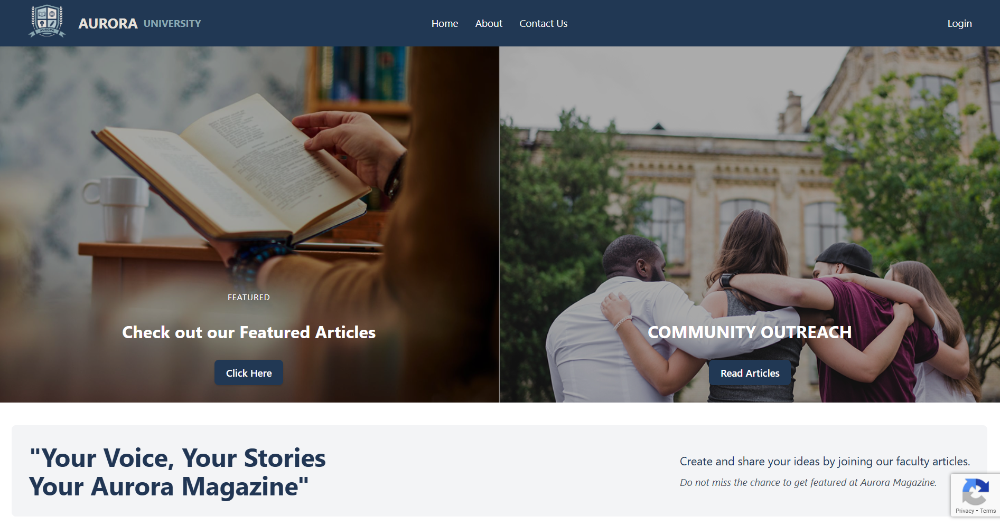 AURORA
AURORA UNIVERSITY
Home
About
Contact Us
Login
FEATURED
Check out our Featured Articles
Click Here
COMMUNITY OUTREACH
Read Articles
"Your Voice, Your Stories
Your Aurora Magazine"
Create and share your ideas by joining our faculty articles.
Do not miss the chance to get featured at Aurora Magazine.
Privacy - Terms